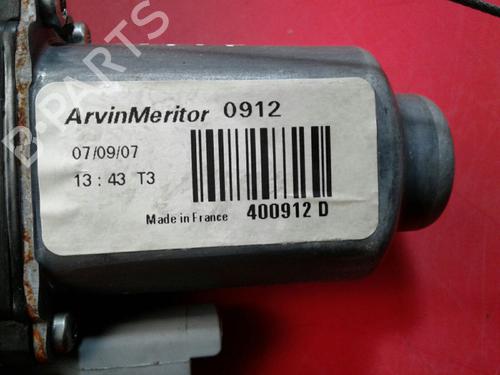 B-PARTS
ArvinMeritor 0912
07/09/07
13 : 43 T3
Made in France 400912 D